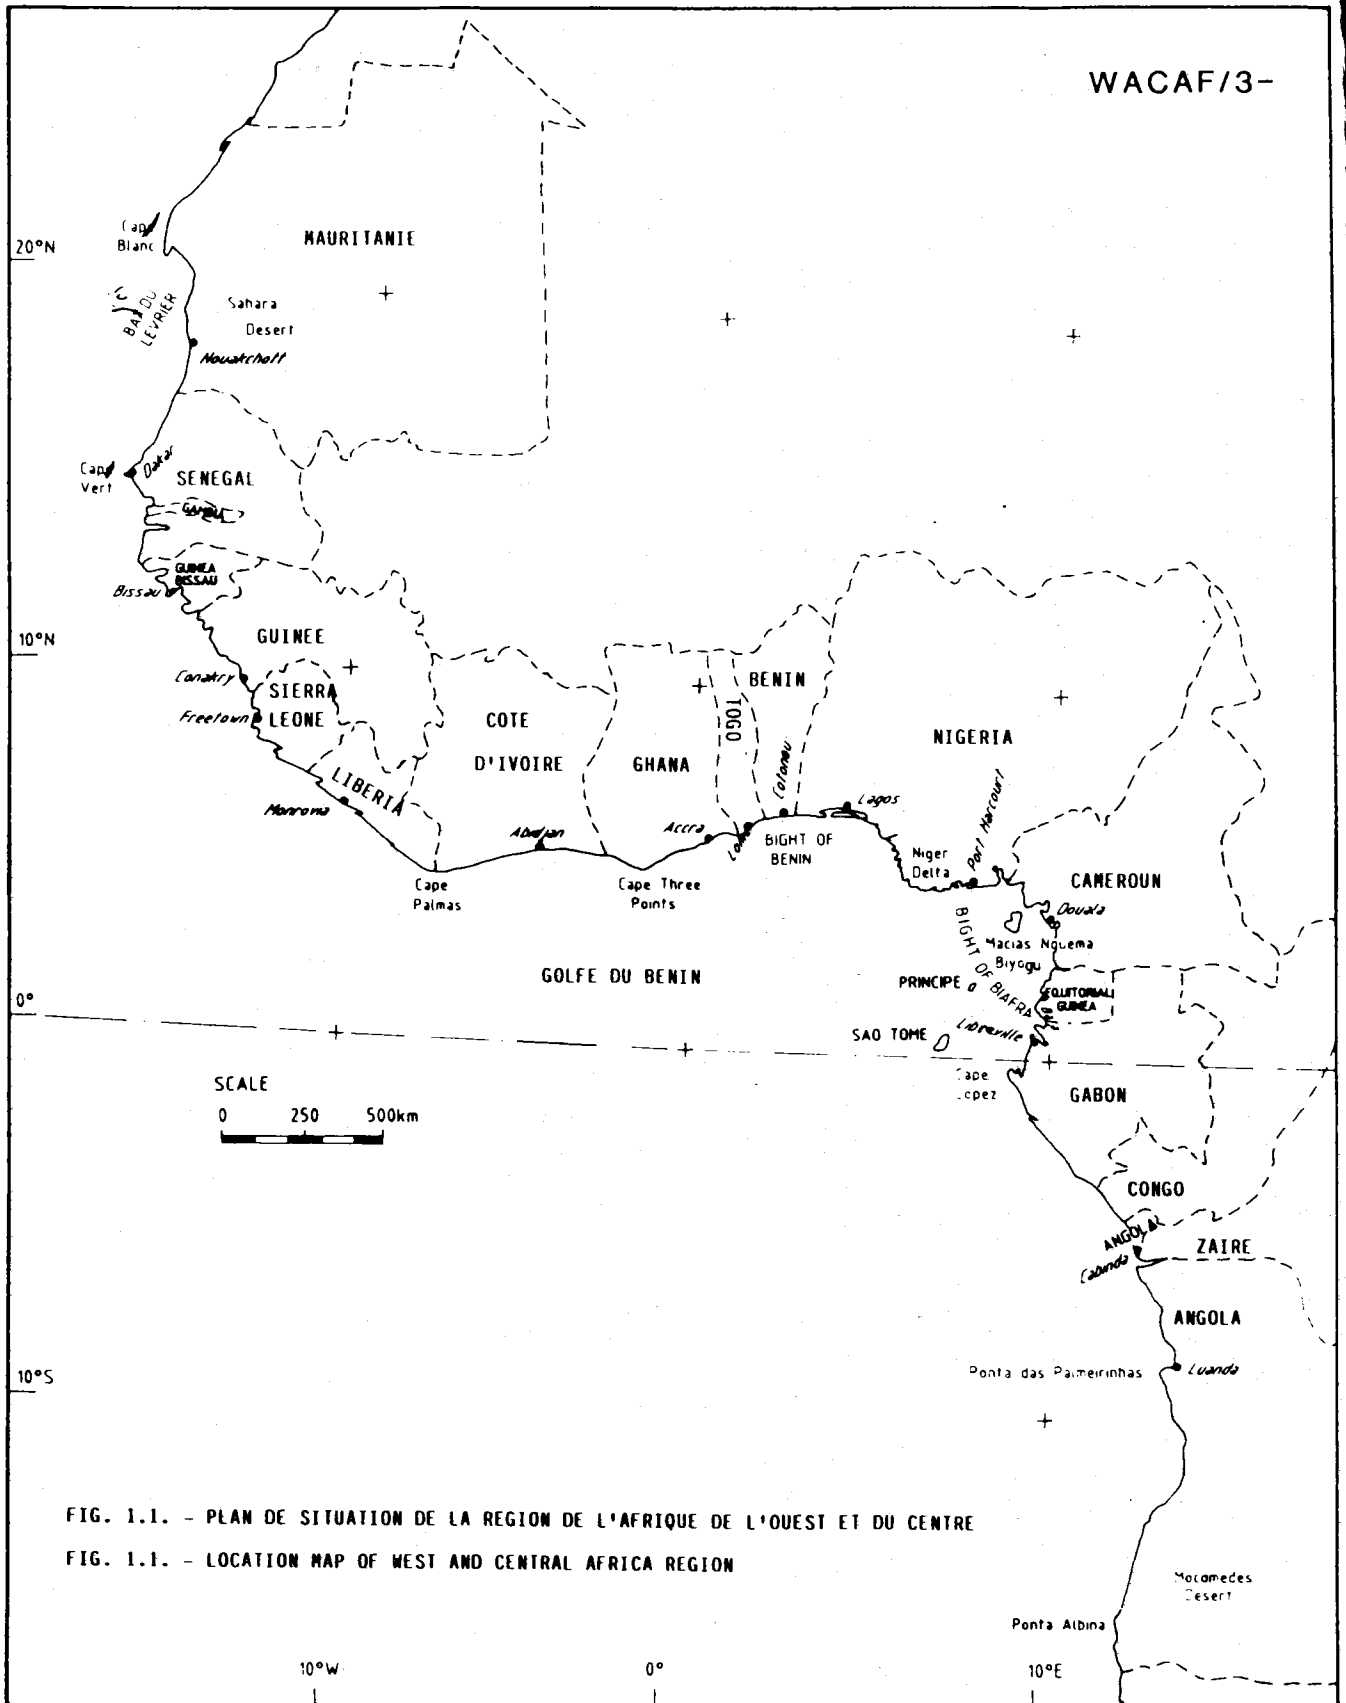 WACAF/3-
MAURITANIE
Cap
Blanc
20°N
BAI DU
LEVRIER
Sahara
Desert
Nouakchott
Cap
Vert
Dakar
SENEGAL
GAMBIA
GUINEA
BISSAU
Bissau
10°N
GUINEE
Conakry
SIERRA
LEONE
Freetown
COTE
D'IVOIRE
GHANA
TOGO
BENIN
NIGERIA
LIBERIA
Monrovia
Abidjan
Accra
Cotonou
Lagos
BIGHT OF
BENIN
Niger
Delta
Port Harcourt
CAMEROUN
Cape
Palmas
Cape Three
Points
Douala
Macias Nguema
Biyogu
BIGHT OF BIAFRA
GOLFE DU BENIN
PRINCIPE
EQUITORIAL
GUINEA
0°
SAO TOME
Libreville
GABON
SCALE
0 250 500km
CONGO
ANGOLA
Cabinda
ZAIRE
ANGOLA
10°S
Ponta das Palmeirinhas
Luanda
FIG. 1.1. - PLAN DE SITUATION DE LA REGION DE L'AFRIQUE DE L'OUEST ET DU CENTRE
FIG. 1.1. - LOCATION MAP OF WEST AND CENTRAL AFRICA REGION
Mocamedes
Desert
Ponta Albina
10°W
0°
10°E